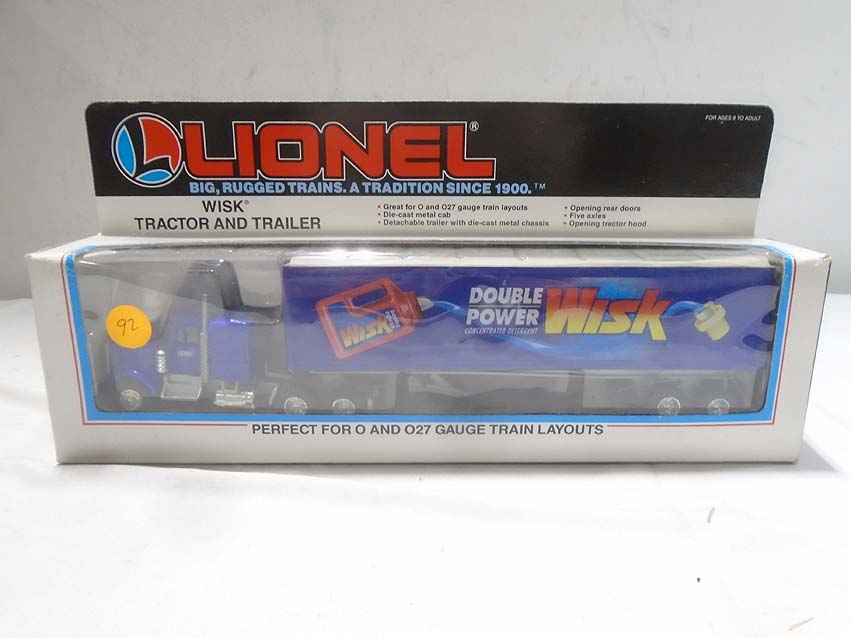 FOR AGES 8 TO ADULT
LIONEL®
BIG, RUGGED TRAINS. A TRADITION SINCE 1900.™
WISK®
TRACTOR AND TRAILER
• Great for O and O27 gauge train layouts
• Die-cast metal cab
• Detachable trailer with die-cast metal chassis
• Opening rear doors
• Five axles
• Opening tractor hood
92
WISK
DOUBLE
POWER
CONCENTRATED DETERGENT
WISK
PERFECT FOR O AND O27 GAUGE TRAIN LAYOUTS